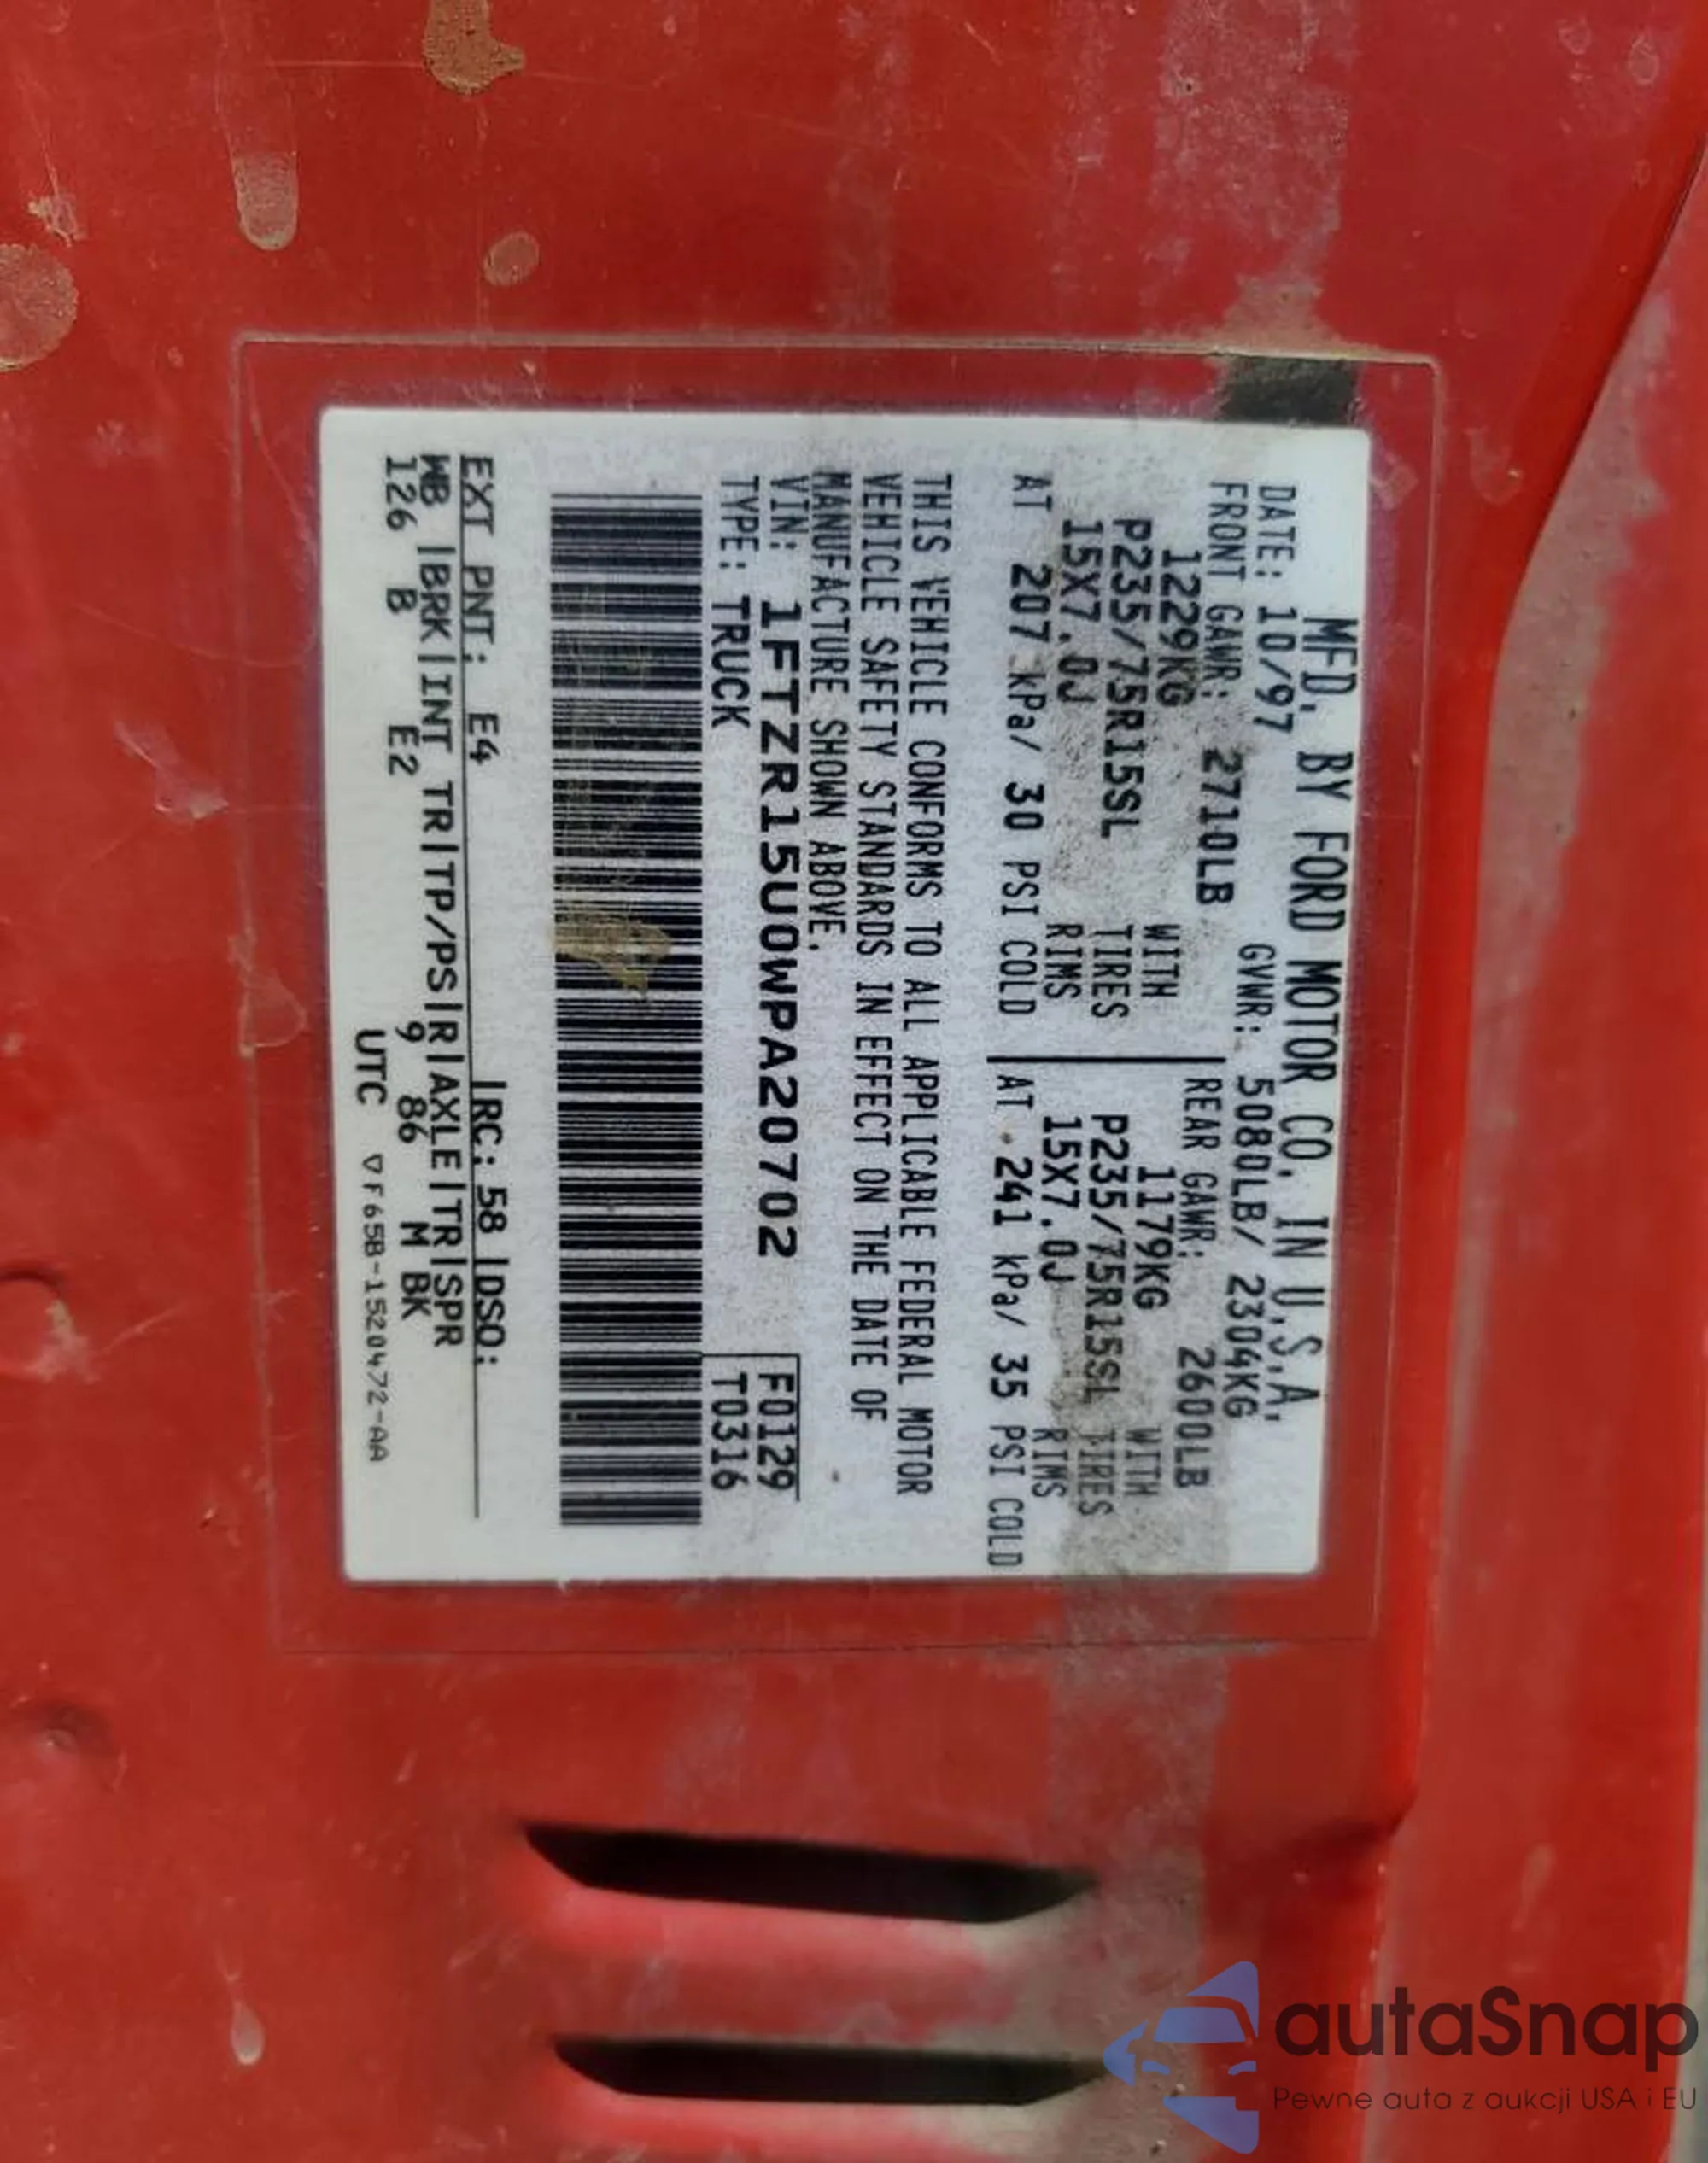 MFD. BY FORD MOTOR CO. IN U.S.A.
DATE: 10/97 GVWR: 5080LB/ 2304KG
FRONT GAWR: 2710LB REAR GAWR: 2600LB
1229KG WITH 1179KG WITH
P235/75R15SL TIRES P235/75R15SL TIRES
15X7.0J RIMS 15X7.0J RIMS
AT 207 kPa/ 30 PSI COLD AT 241 kPa/ 35 PSI COLD
THIS VEHICLE CONFORMS TO ALL APPLICABLE FEDERAL MOTOR
VEHICLE SAFETY STANDARDS IN EFFECT ON THE DATE OF
MANUFACTURE SHOWN ABOVE.
VIN: 1FTZR15U0WPA20702 F0129
TYPE: TRUCK T0316
EXT PNT: E4 RC: 58 DSO:
WB BRK INT TR TP/PS R AXLE TR SPR
126 B E2 9 86 M BK
UTC ▽F65B-1520472-AA
autaSnap
Pewne auta z aukcji USA i EU